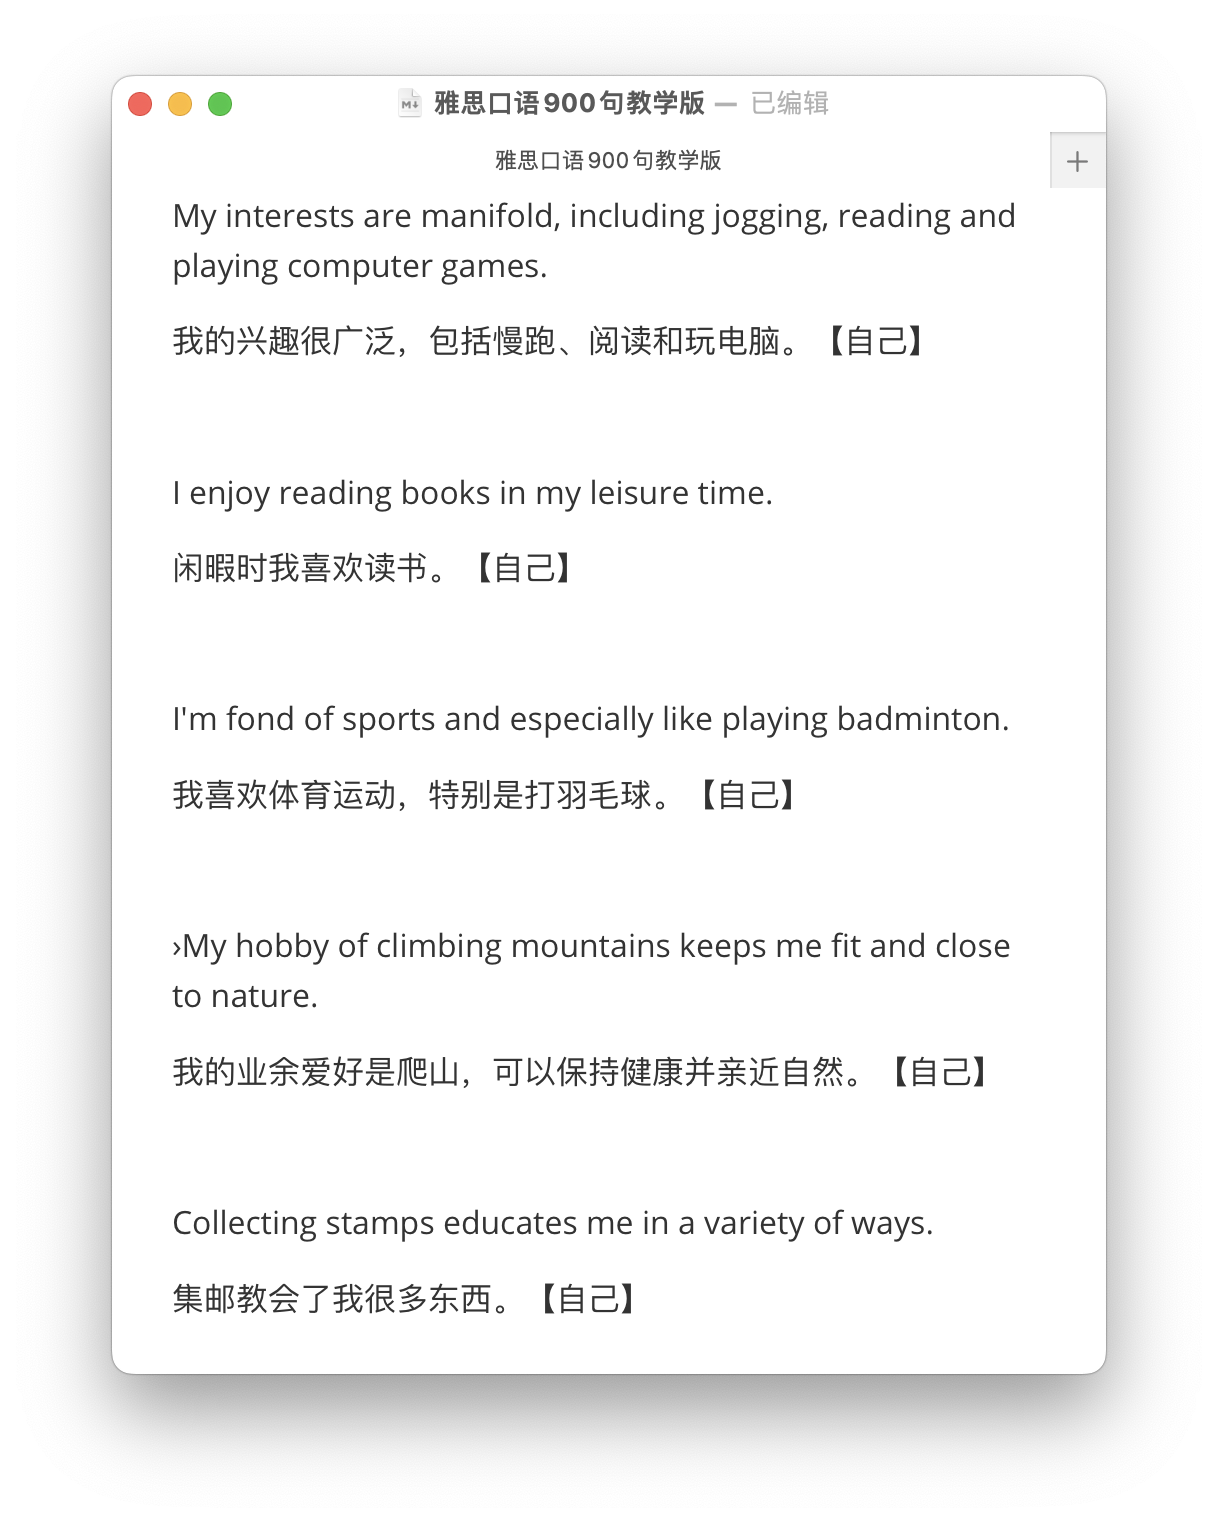 雅思口语900句教学版 — 已编辑
雅思口语900句教学版
My interests are manifold, including jogging, reading and
playing computer games.
我的兴趣很广泛，包括慢跑、阅读和玩电脑。【自己】
I enjoy reading books in my leisure time.
闲暇时我喜欢读书。【自己】
I'm fond of sports and especially like playing badminton.
我喜欢体育运动，特别是打羽毛球。【自己】
›My hobby of climbing mountains keeps me fit and close
to nature.
我的业余爱好是爬山，可以保持健康并亲近自然。【自己】
Collecting stamps educates me in a variety of ways.
集邮教会了我很多东西。【自己】